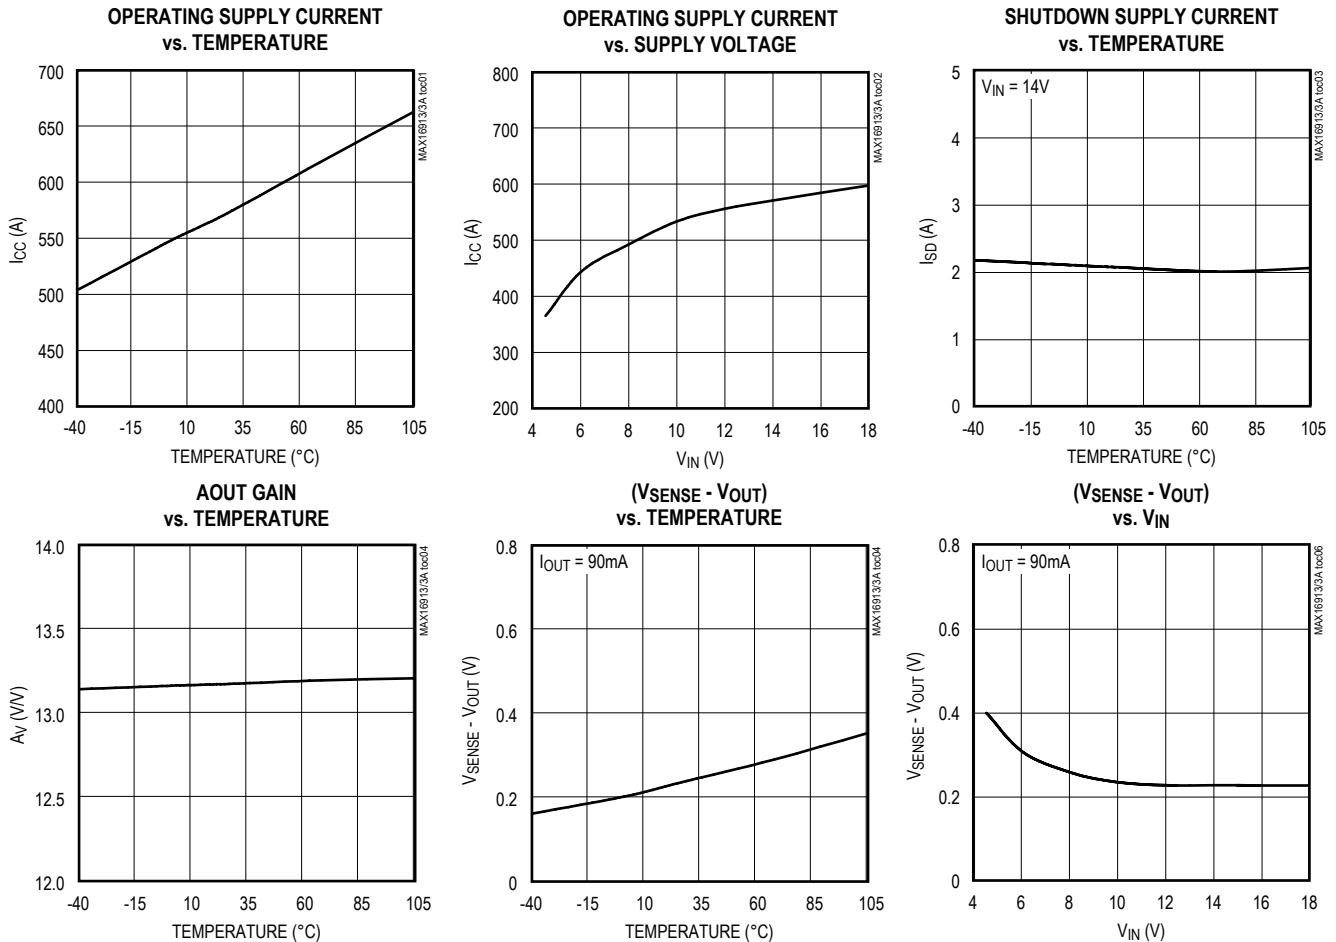 OPERATING SUPPLY CURRENT
vs. TEMPERATURE
700
650
600
550
500
450
400
ICC (A)
-40 -15 10 35 60 85 105
TEMPERATURE (°C)
MAX16913/3A toc01
OPERATING SUPPLY CURRENT
vs. SUPPLY VOLTAGE
800
700
600
500
400
300
200
ICC (A)
4 6 8 10 12 14 16 18
VIN (V)
MAX16913/3A toc02
SHUTDOWN SUPPLY CURRENT
vs. TEMPERATURE
VIN = 14V
5
4
3
2
1
0
ISD (A)
-40 -15 10 35 60 85 105
TEMPERATURE (°C)
MAX16913/3A toc03
AOUT GAIN
vs. TEMPERATURE
14.0
13.5
13.0
12.5
12.0
AV (V/V)
-40 -15 10 35 60 85 105
TEMPERATURE (°C)
MAX16913/3A toc04
(VSENSE - VOUT)
vs. TEMPERATURE
IOUT = 90mA
0.8
0.6
0.4
0.2
0
VSENSE - VOUT (V)
-40 -15 10 35 60 85 105
TEMPERATURE (°C)
MAX16913/3A toc04
(VSENSE - VOUT)
vs. VIN
IOUT = 90mA
0.8
0.6
0.4
0.2
0
VSENSE - VOUT (V)
4 6 8 10 12 14 16 18
VIN (V)
MAX16913/3A toc06